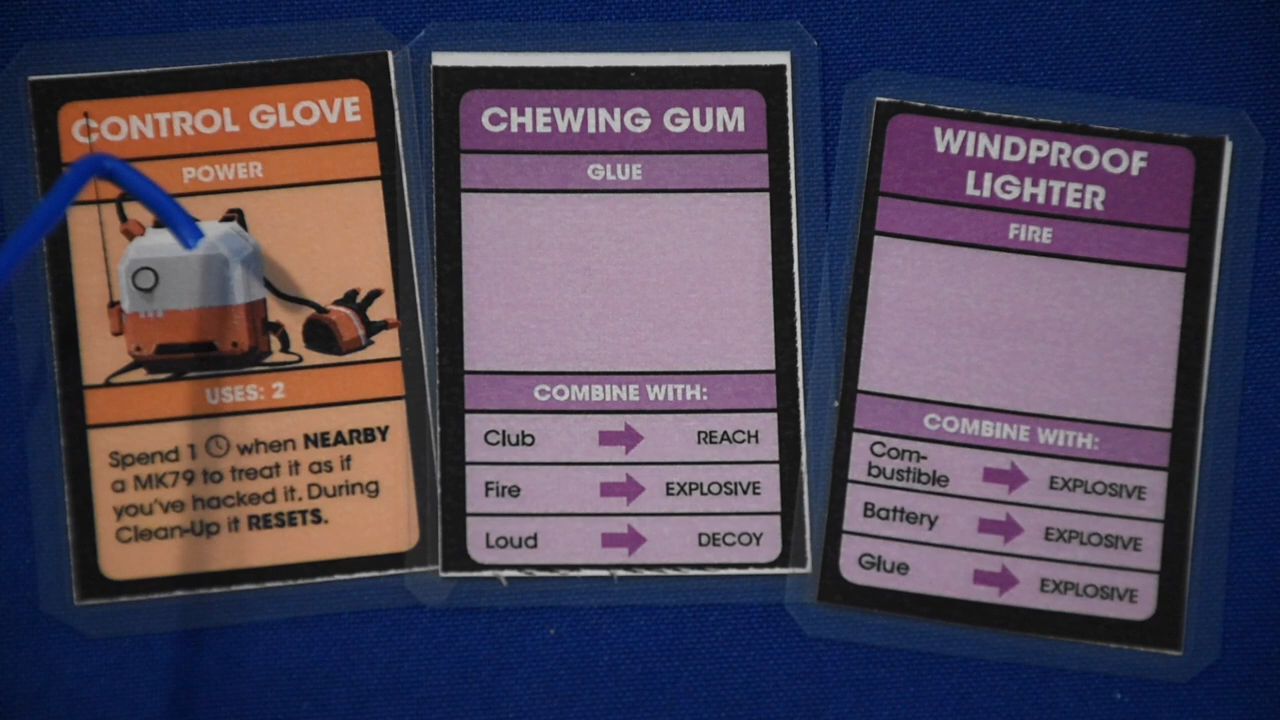 CONTROL GLOVE
POWER
USES: 2
Spend 1 when NEARBY
a MK79 to treat it as if
you've hacked it. During
Clean-Up it RESETS.
CHEWING GUM
GLUE
COMBINE WITH:
Club REACH
Fire EXPLOSIVE
Loud DECOY
WINDPROOF
LIGHTER
FIRE
COMBINE WITH:
Com-
bustible EXPLOSIVE
Battery EXPLOSIVE
Glue EXPLOSIVE